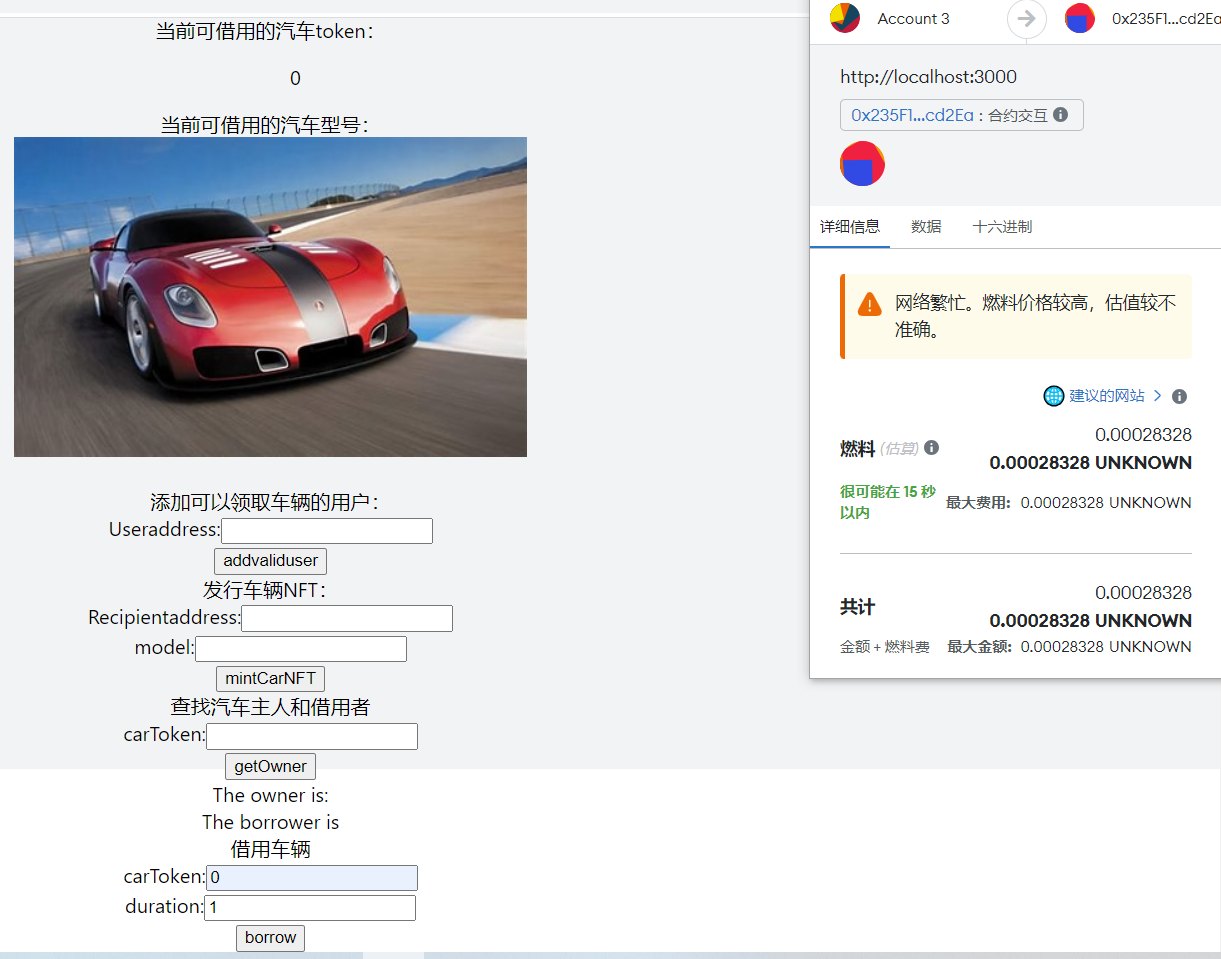 当前可借用的汽车token：
0
当前可借用的汽车型号：
添加可以领取车辆的用户：
Useraddress:
addvaliduser
发行车辆NFT：
Recipientaddress:
model:
mintCarNFT
查找汽车主人和借用者
carToken:
getOwner
The owner is:
The borrower is
借用车辆
carToken: 0
duration: 1
borrow
Account 3
0x235F1...cd2Ea
http://localhost:3000
0x235F1...cd2Ea : 合约交互
详细信息 数据 十六进制
网络繁忙。燃料价格较高，估值较不
准确。
建议的网站
0.00028328
燃料 (估算)
0.00028328 UNKNOWN
很可能在 15 秒
以内
最大费用: 0.00028328 UNKNOWN
0.00028328
共计
0.00028328 UNKNOWN
金额 + 燃料费 最大金额: 0.00028328 UNKNOWN